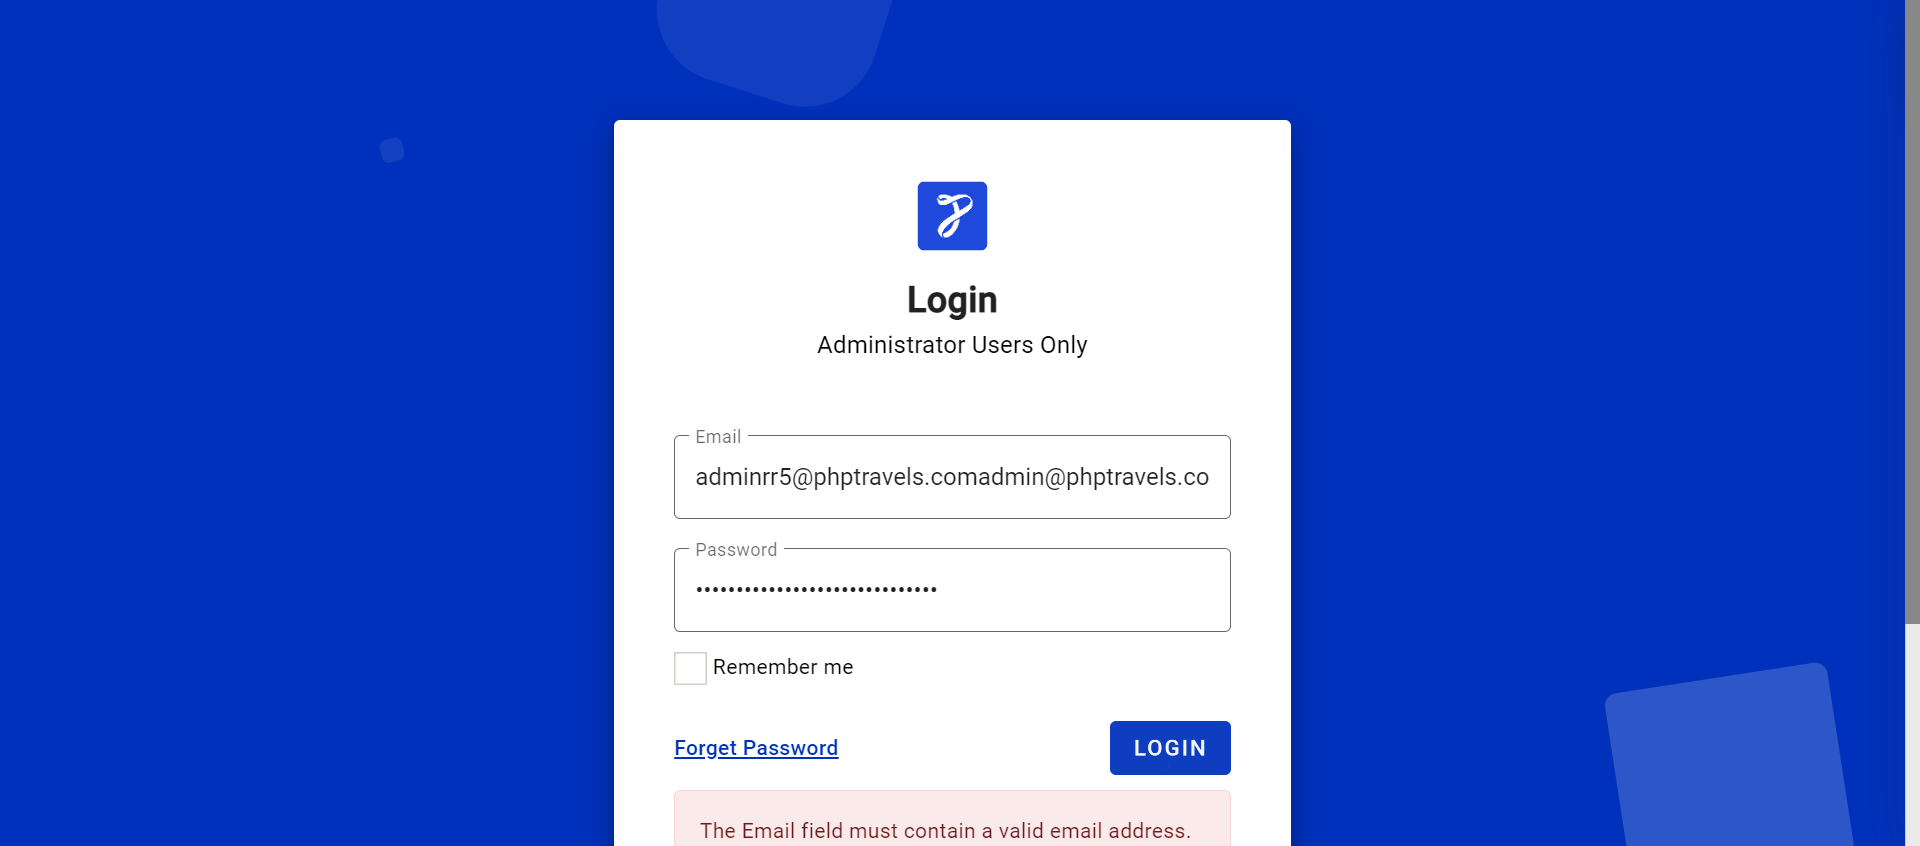 Login
Administrator Users Only
Email
adminrr5@phptravels.comadmin@phptravels.co
Password
••••••••••••••••••••••••••••••
Remember me
Forget Password
LOGIN
The Email field must contain a valid email address.